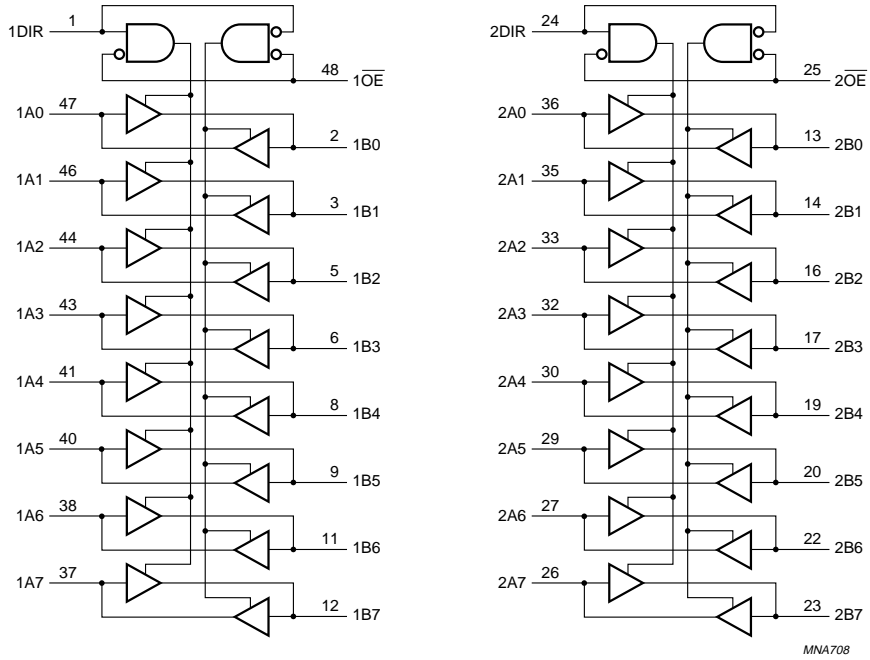 1DIR 1
48 1O̅E̅
1A0 47
2 1B0
1A1 46
3 1B1
1A2 44
5 1B2
1A3 43
6 1B3
1A4 41
8 1B4
1A5 40
9 1B5
1A6 38
11 1B6
1A7 37
12 1B7
2DIR 24
25 2O̅E̅
2A0 36
13 2B0
2A1 35
14 2B1
2A2 33
16 2B2
2A3 32
17 2B3
2A4 30
19 2B4
2A5 29
20 2B5
2A6 27
22 2B6
2A7 26
23 2B7
MNA708